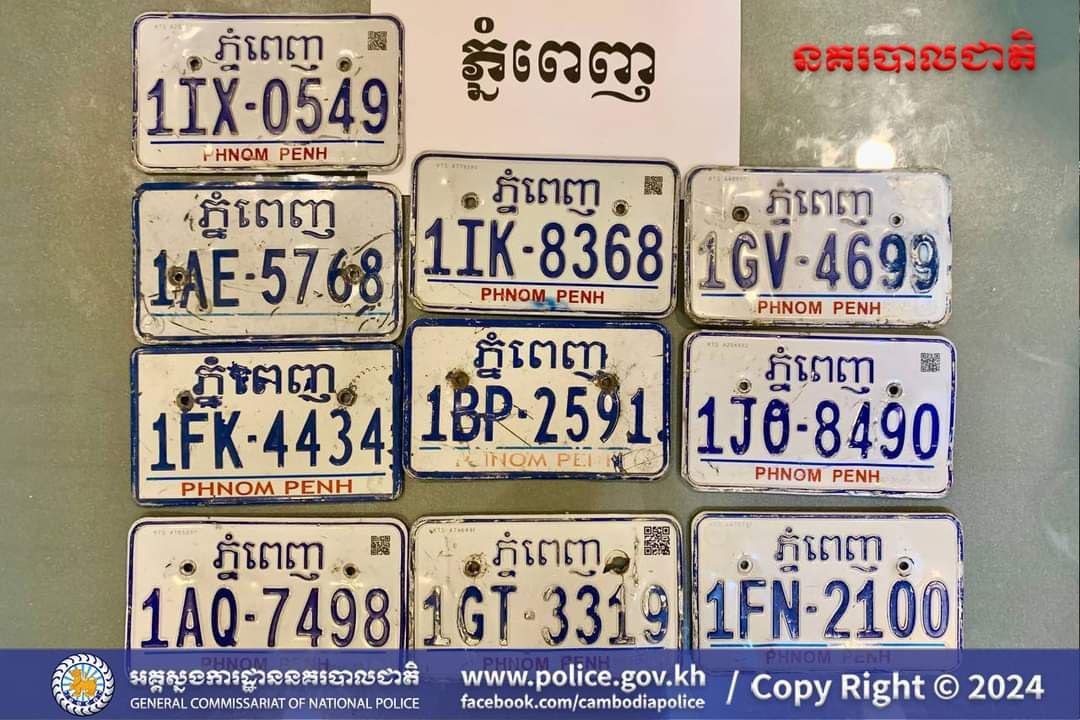 ភ្នំពេញ
1IX-0549
PHNOM PENH
ភ្នំពេញ
នគរបាលជាតិ
ភ្នំពេញ
1AE-5768
ភ្នំពេញ
1IK-8368
PHNOM PENH
ភ្នំពេញ
1GV-4699
PHNOM PENH
ភ្នំពេញ
1FK-4434
PHNOM PENH
ភ្នំពេញ
1BP-2591
PHNOM PENH
ភ្នំពេញ
1JO-8490
PHNOM PENH
ភ្នំពេញ
1AQ-7498
PHNOM PENH
ភ្នំពេញ
1GT-3319
PHNOM PENH
ភ្នំពេញ
1FN-2100
PHNOM PENH
អគ្គស្នងការដ្ឋាននគរបាលជាតិ
GENERAL COMMISSARIAT OF NATIONAL POLICE
www.police.gov.kh
facebook.com/cambodiapolice
/ Copy Right © 2024